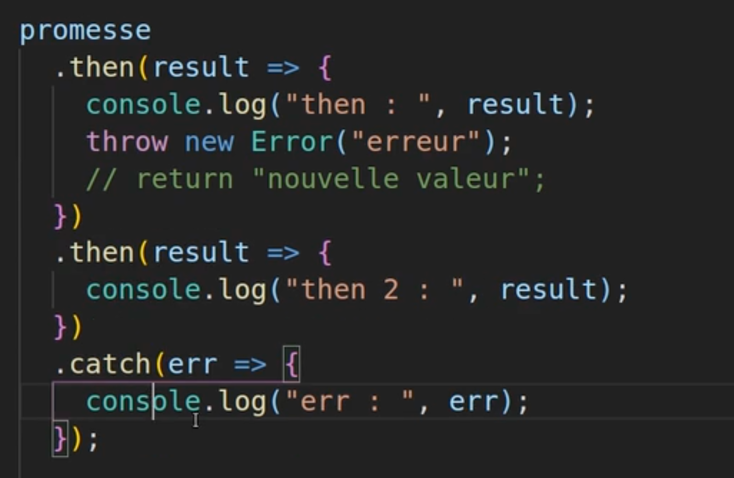 promesse
.then(result => {
console.log("then : ", result);
throw new Error("erreur");
// return "nouvelle valeur";
})
.then(result => {
console.log("then 2 : ", result);
})
.catch(err => {
console.log("err : ", err);
});